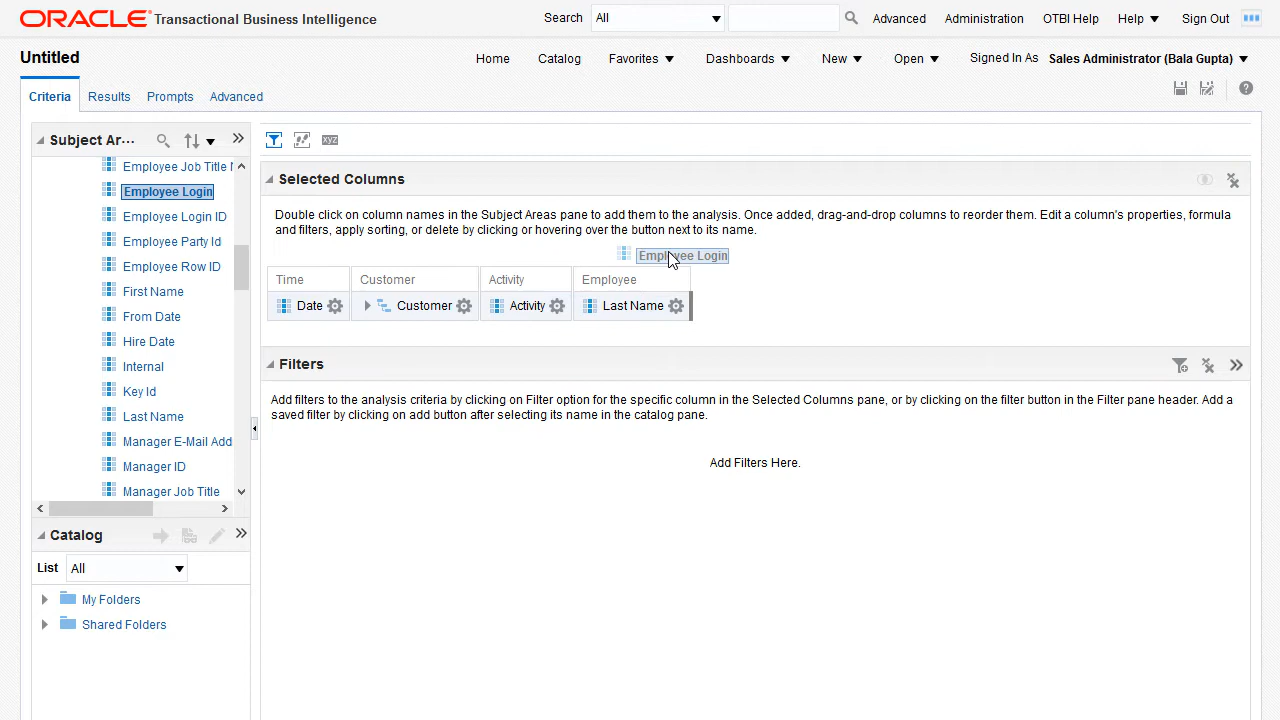 ORACLE® Transactional Business Intelligence
Search All Advanced Administration OTBI Help Help Sign Out
Untitled
Home Catalog Favorites Dashboards New Open Signed In As Sales Administrator (Bala Gupta)
Criteria Results Prompts Advanced
Subject Ar...
Employee Job Title N
Employee Login
Employee Login ID
Employee Party Id
Employee Row ID
First Name
From Date
Hire Date
Internal
Key Id
Last Name
Manager E-Mail Add
Manager ID
Manager Job Title
Catalog
List All
My Folders
Shared Folders
xyz
Selected Columns
Double click on column names in the Subject Areas pane to add them to the analysis. Once added, drag-and-drop columns to reorder them. Edit a column's properties, formula
and filters, apply sorting, or delete by clicking or hovering over the button next to its name.
Employee Login
Time Customer Activity Employee
Date Customer Activity Last Name
Filters
Add filters to the analysis criteria by clicking on Filter option for the specific column in the Selected Columns pane, or by clicking on the filter button in the Filter pane header. Add a
saved filter by clicking on add button after selecting its name in the catalog pane.
Add Filters Here.